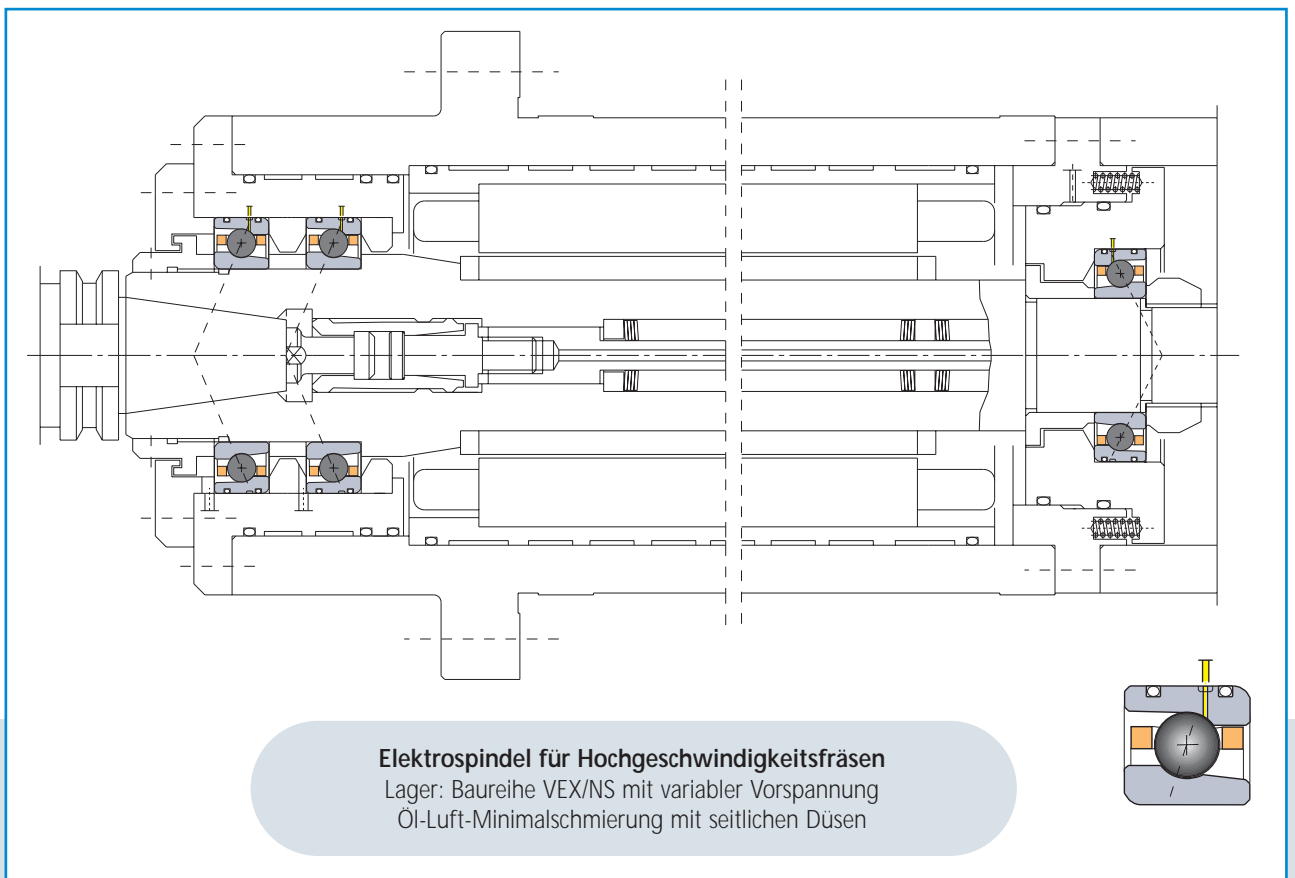 Elektrospindel für Hochgeschwindigkeitsfräsen
Lager: Baureihe VEX/NS mit variabler Vorspannung
Öl-Luft-Minimalschmierung mit seitlichen Düsen